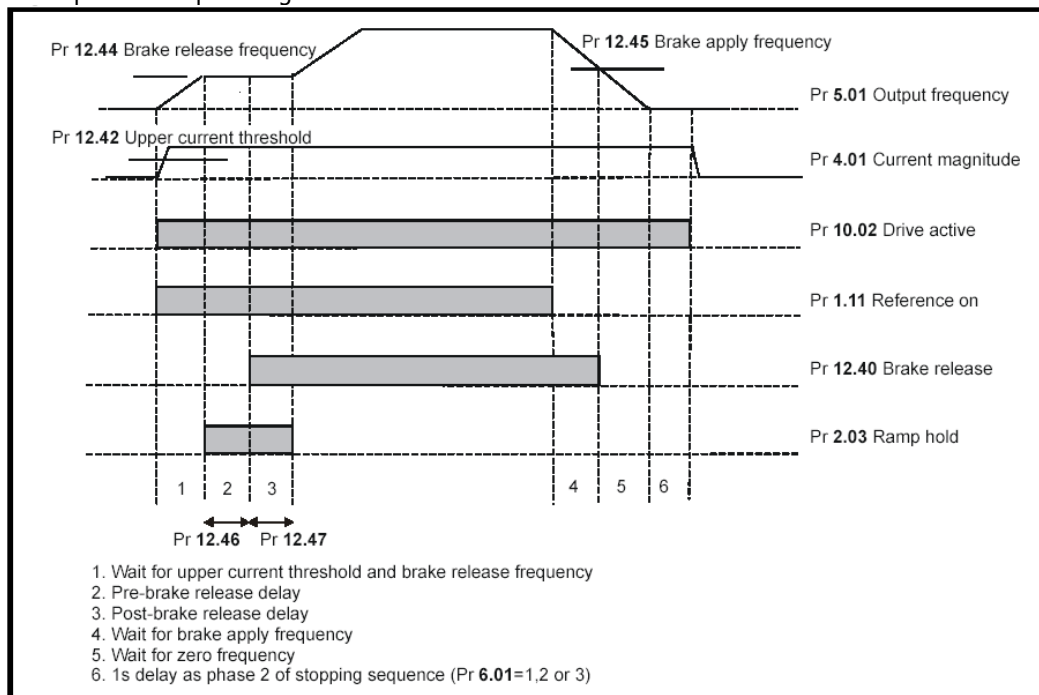 Pr 12.44 Brake release frequency
Pr 12.45 Brake apply frequency
Pr 5.01 Output frequency
Pr 12.42 Upper current threshold
Pr 4.01 Current magnitude
Pr 10.02 Drive active
Pr 1.11 Reference on
Pr 12.40 Brake release
Pr 2.03 Ramp hold
1 2 3 4 5 6
Pr 12.46 Pr 12.47
1. Wait for upper current threshold and brake release frequency
2. Pre-brake release delay
3. Post-brake release delay
4. Wait for brake apply frequency
5. Wait for zero frequency
6. 1s delay as phase 2 of stopping sequence (Pr 6.01=1,2 or 3)